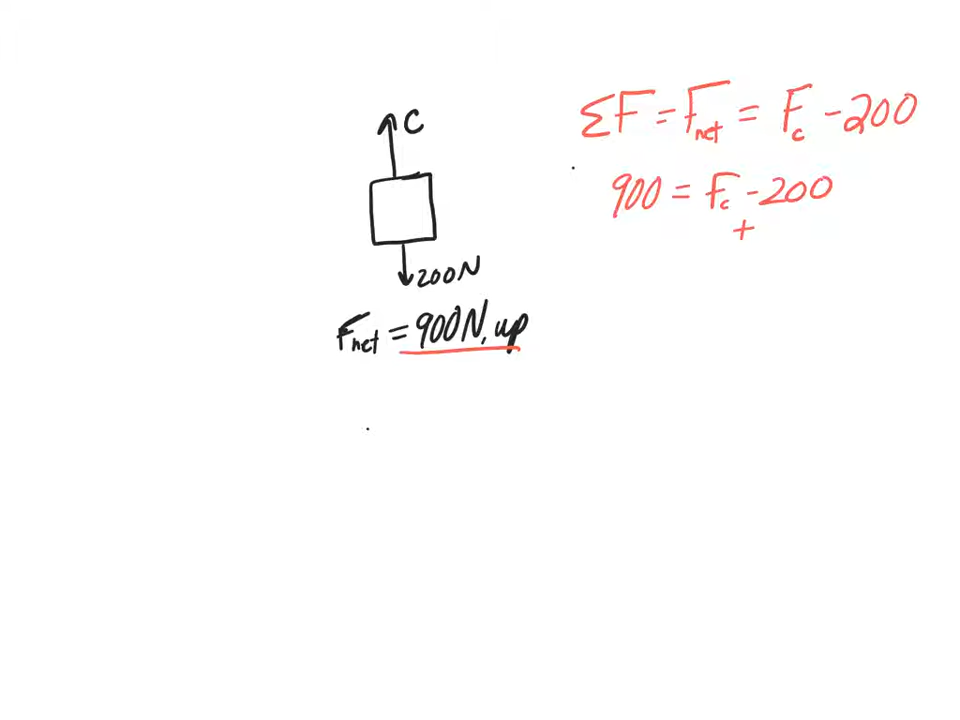 C
200N
Fnet = 900N, up
ΣF = Fnet = Fc - 200
900 = Fc - 200
+